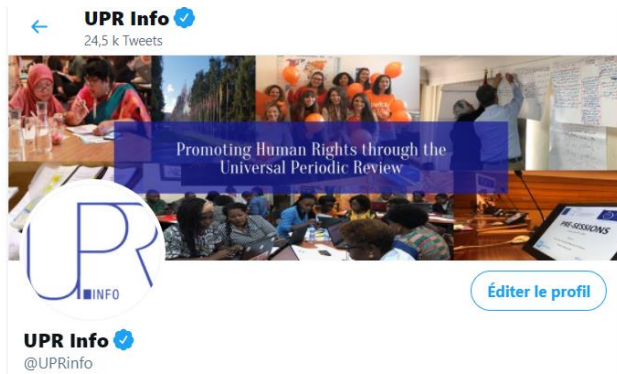 UPR Info
24,5 k Tweets
Promoting Human Rights through the
Universal Periodic Review
PRE-SESSIONS
UPR
INFO
Éditer le profil
UPR Info
@UPRinfo